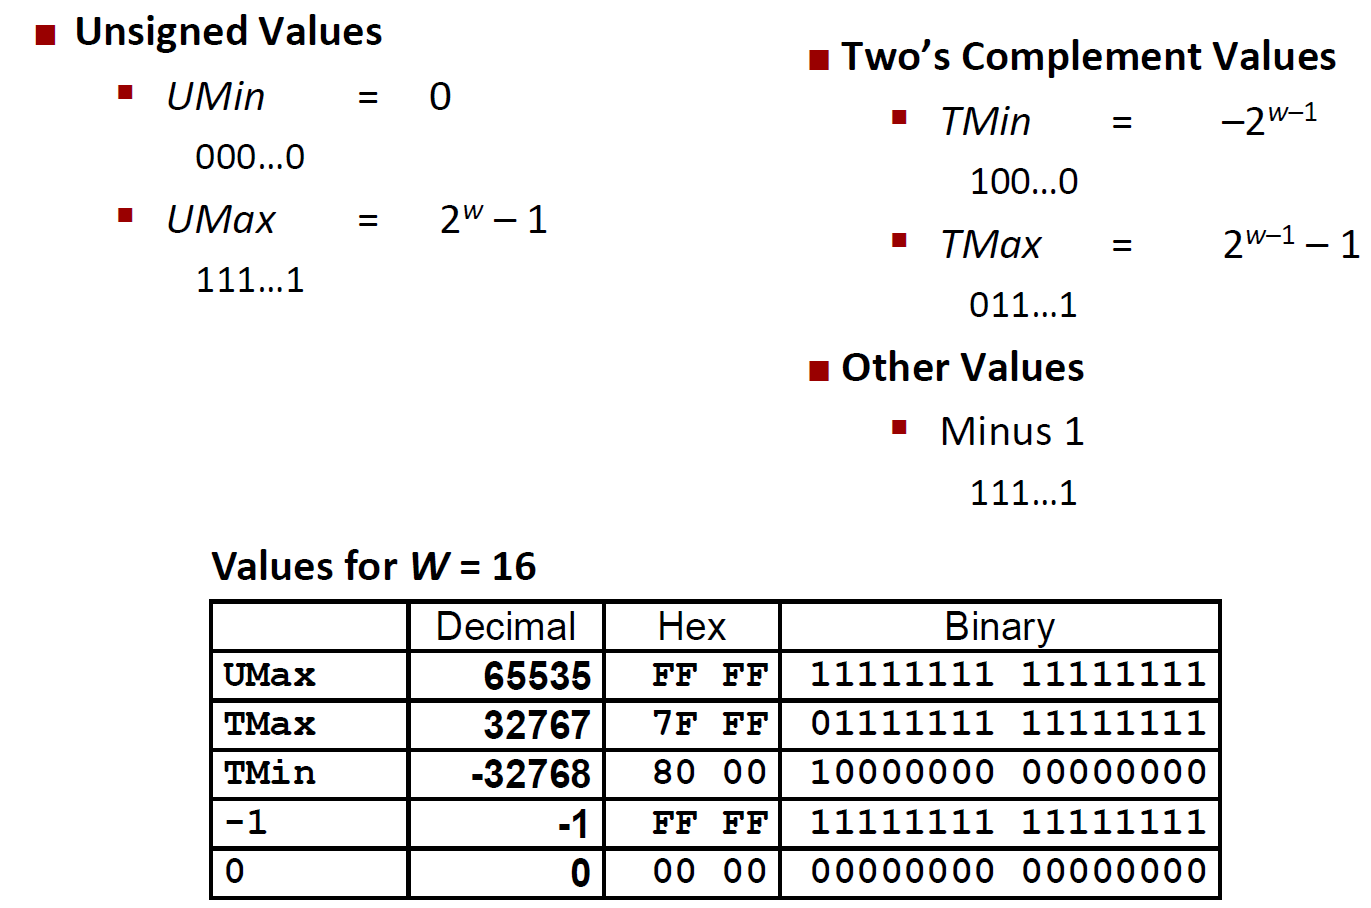 Unsigned Values
UMin = 0
000…0
UMax = 2^w – 1
111…1
Two’s Complement Values
TMin = –2^w–1
100…0
TMax = 2^w–1 – 1
011…1
Other Values
Minus 1
111…1
Values for W = 16
Decimal Hex Binary
UMax 65535 FF FF 11111111 11111111
TMax 32767 7F FF 01111111 11111111
TMin -32768 80 00 10000000 00000000
-1 -1 FF FF 11111111 11111111
0 0 00 00 00000000 00000000